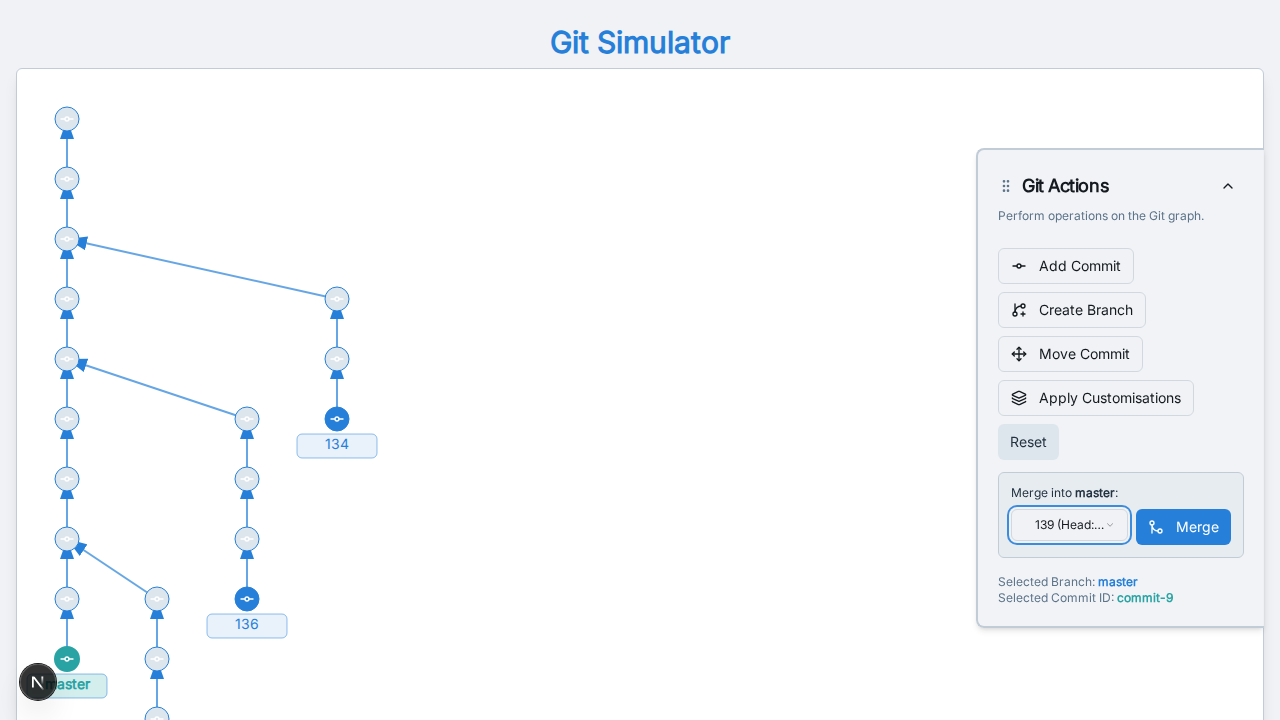 Git Simulator
Git Actions
Perform operations on the Git graph.
Add Commit
Create Branch
Move Commit
Apply Customisations
Reset
Merge into master:
139 (Head:...
Merge
Selected Branch: master
Selected Commit ID: commit-9
134
136
master
N